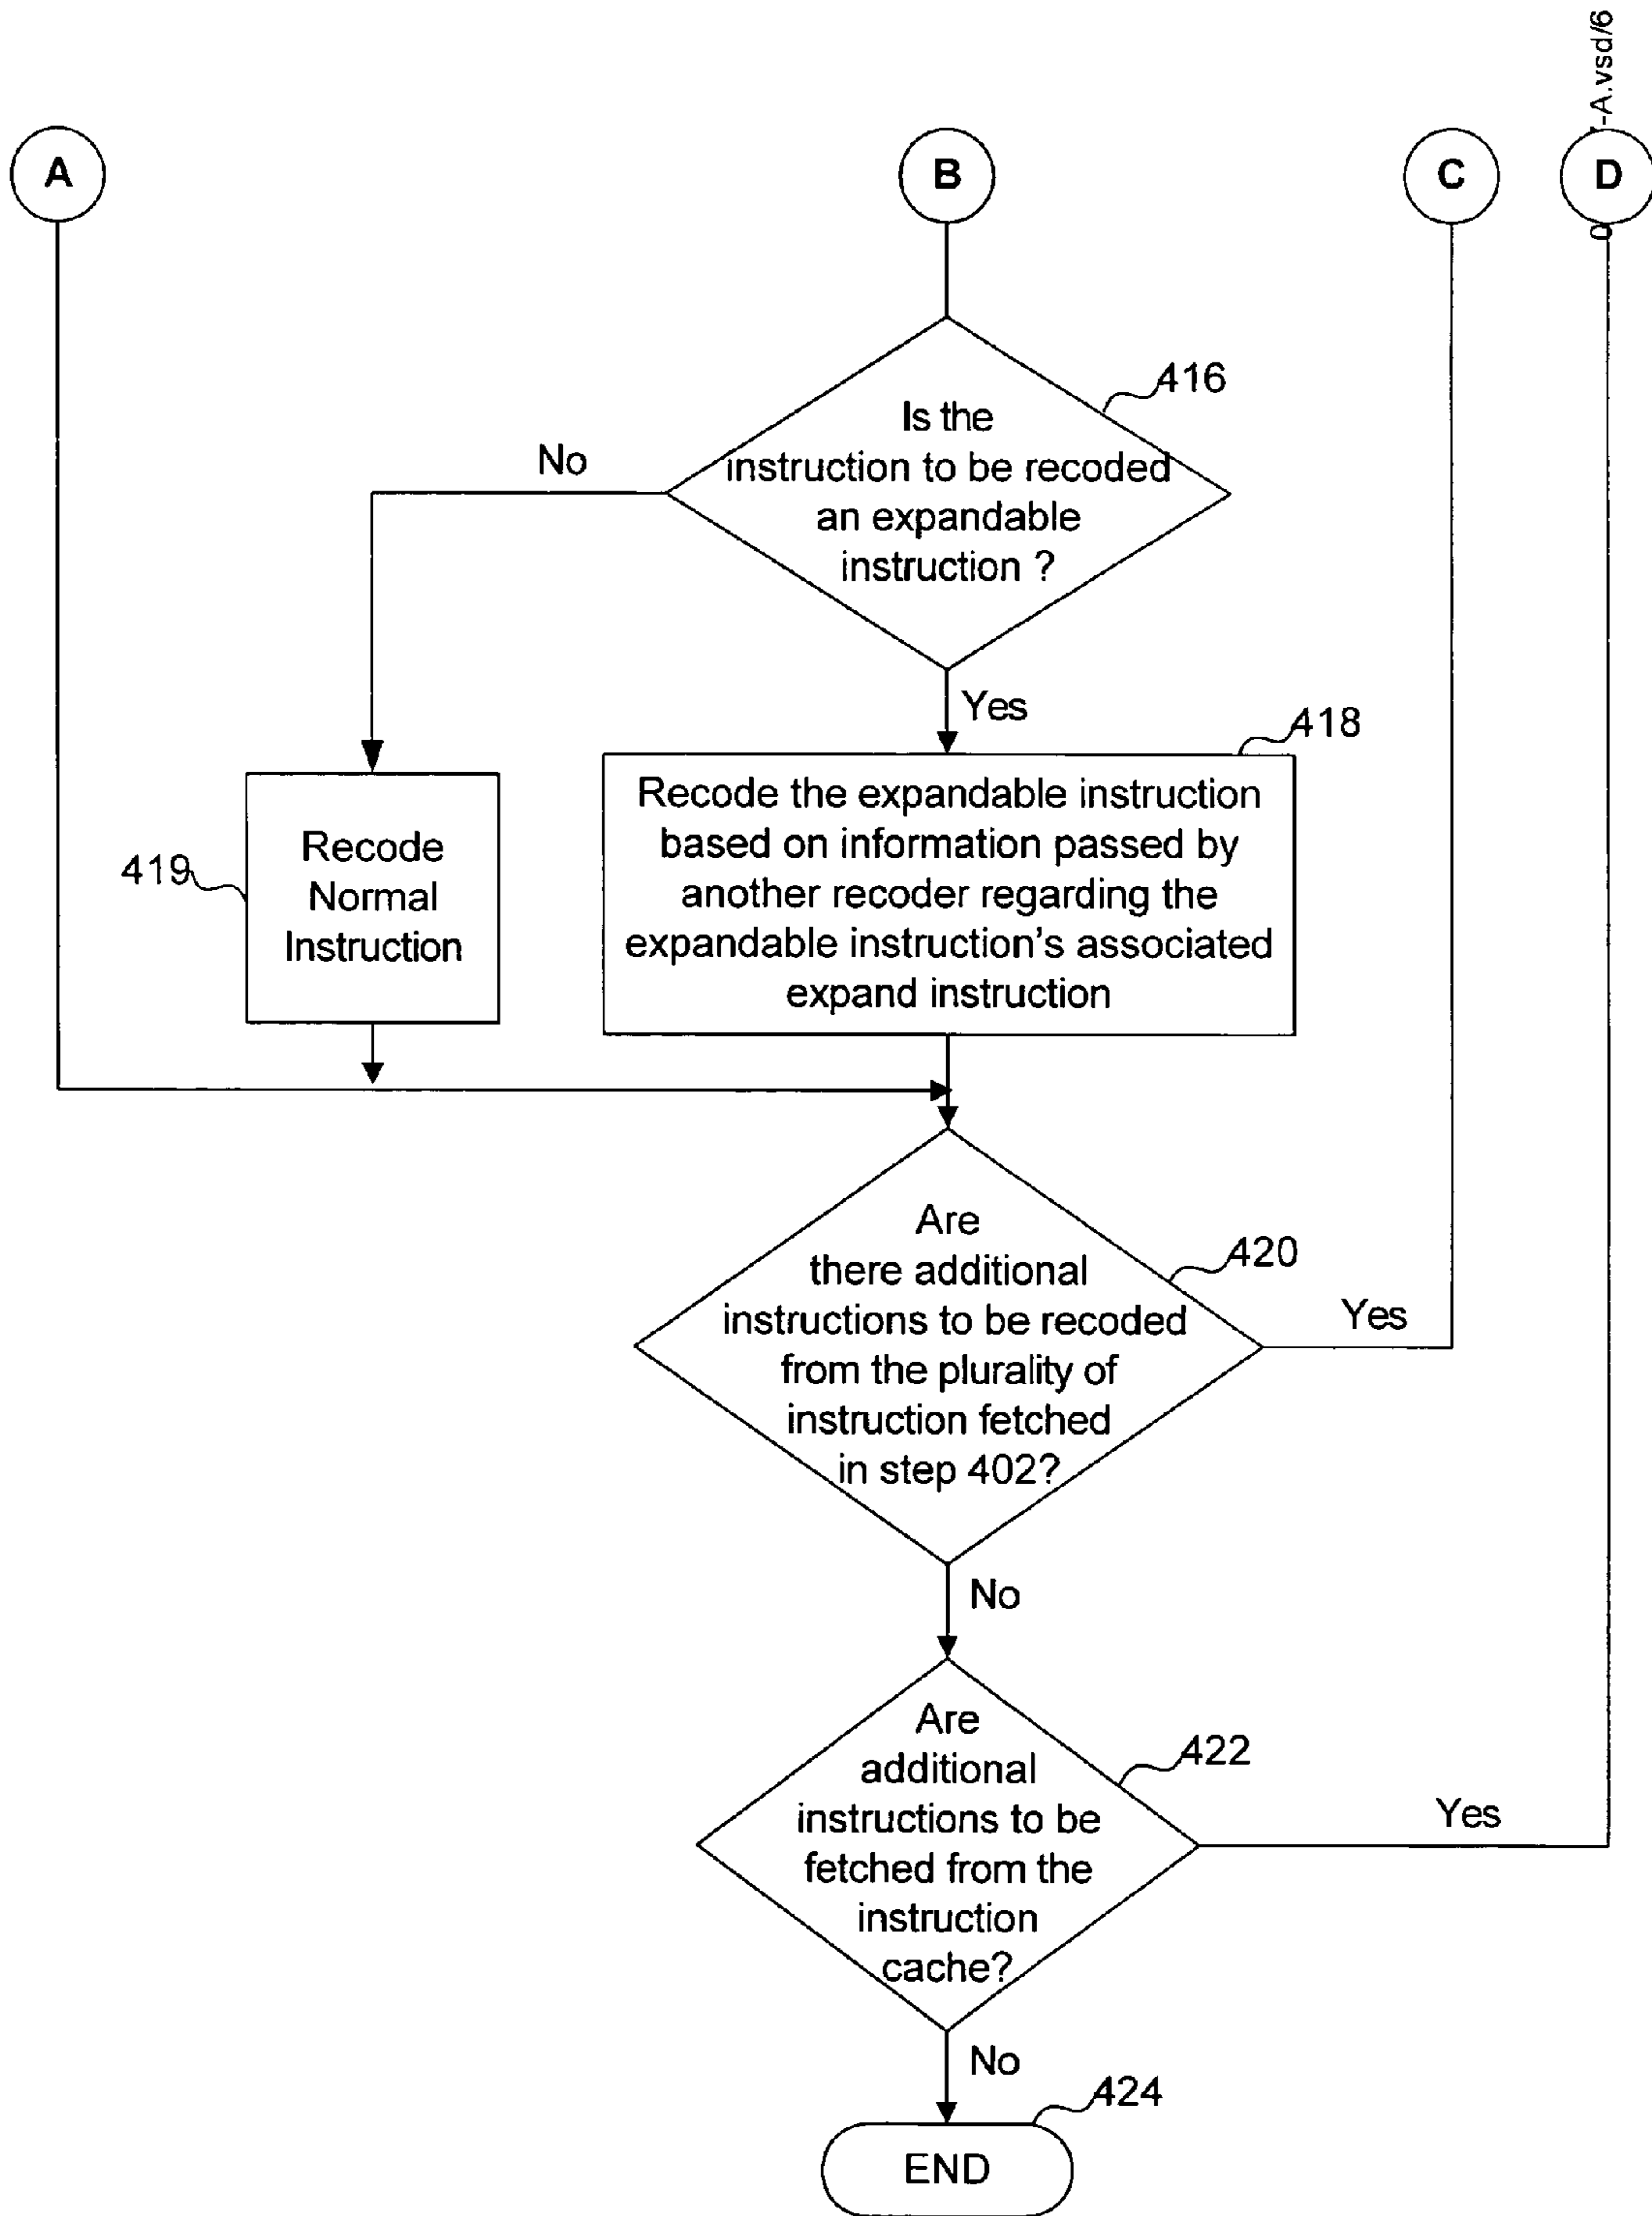 -A.vsd/6
A
B
C
D
0
416
Is the
instruction to be recoded
an expandable
instruction ?
No
Yes
418
Recode the expandable instruction
based on information passed by
another recoder regarding the
expandable instruction's associated
expand instruction
419
Recode
Normal
Instruction
420
Are
there additional
instructions to be recoded
from the plurality of
instruction fetched
in step 402?
Yes
No
422
Are
additional
instructions to be
fetched from the
instruction
cache?
Yes
No
424
END